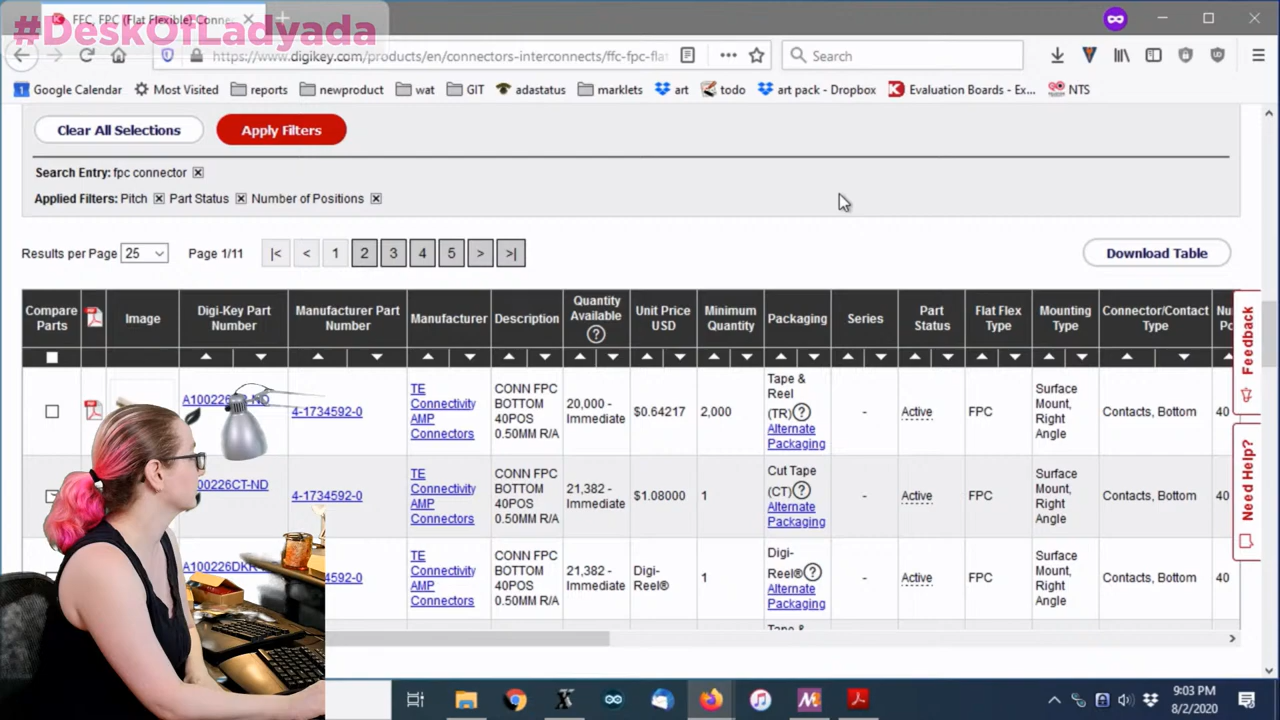 #DeskOfLadyada
FFC, FPC (Flat Flexible) Conne
https://www.digikey.com/products/en/connectors-interconnects/ffc-fpc-flat
Search
Google Calendar Most Visited reports newproduct wat GIT adastatus marklets art todo art pack - Dropbox Evaluation Boards - Ex... NTS
Clear All Selections Apply Filters
Search Entry: fpc connector
Applied Filters: Pitch Part Status Number of Positions
Results per Page 25 Page 1/11 |< < 1 2 3 4 5 > >| Download Table
Compare Parts
Image
Digi-Key Part Number
Manufacturer Part Number
Manufacturer
Description
Quantity Available ?
Unit Price USD
Minimum Quantity
Packaging
Series
Part Status
Flat Flex Type
Mounting Type
Connector/Contact Type
4-1734592-0
TE Connectivity AMP Connectors
CONN FPC BOTTOM 40POS 0.50MM R/A
20,000 - Immediate
$0.64217
2,000
Tape & Reel (TR) ? Alternate Packaging
-
Active
FPC
Surface Mount, Right Angle
Contacts, Bottom
40
00226CT-ND
4-1734592-0
TE Connectivity AMP Connectors
CONN FPC BOTTOM 40POS 0.50MM R/A
21,382 - Immediate
$1.08000
1
Cut Tape (CT) ? Alternate Packaging
-
Active
FPC
Surface Mount, Right Angle
Contacts, Bottom
40
TE Connectivity AMP Connectors
CONN FPC BOTTOM 40POS 0.50MM R/A
21,382 - Immediate
Digi-Reel®
1
Digi-Reel® ? Alternate Packaging
-
Active
FPC
Surface Mount, Right Angle
Contacts, Bottom
40
Feedback
Need Help?
9:03 PM
8/2/2020